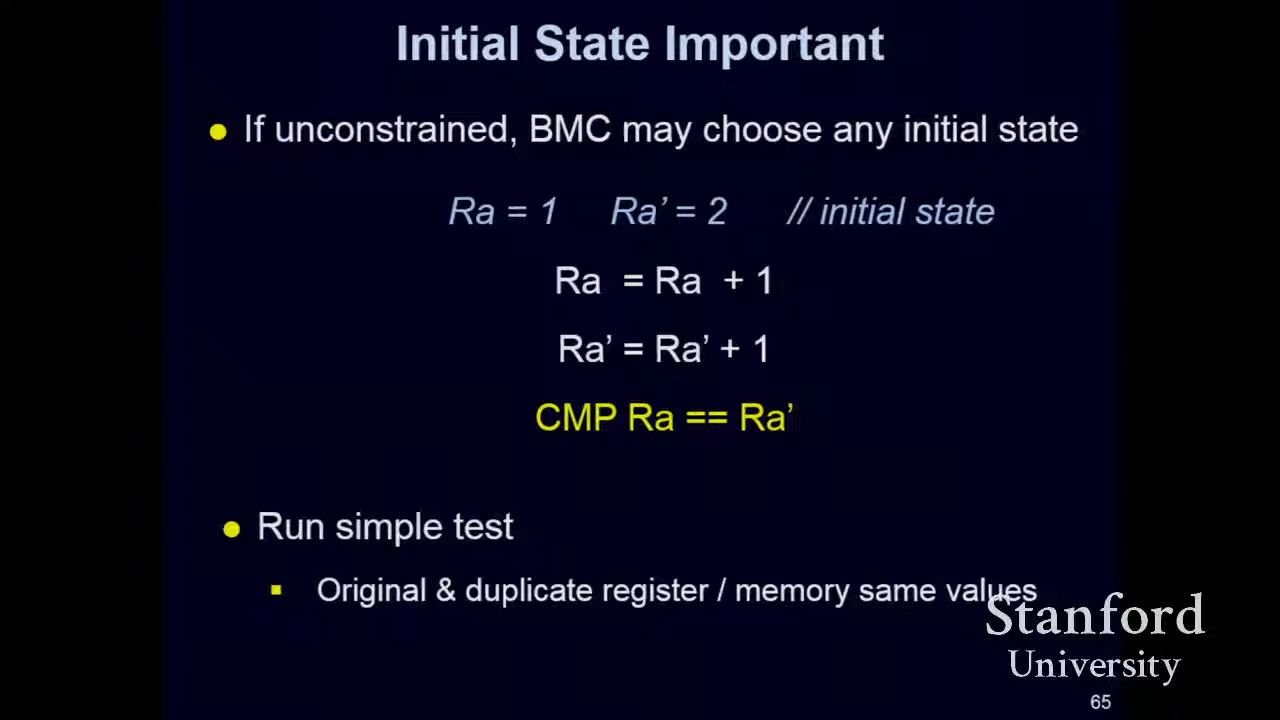 Initial State Important
If unconstrained, BMC may choose any initial state
Ra = 1 Ra’ = 2 // initial state
Ra = Ra + 1
Ra’ = Ra’ + 1
CMP Ra == Ra’
Run simple test
Original & duplicate register / memory same values
Stanford
University
65